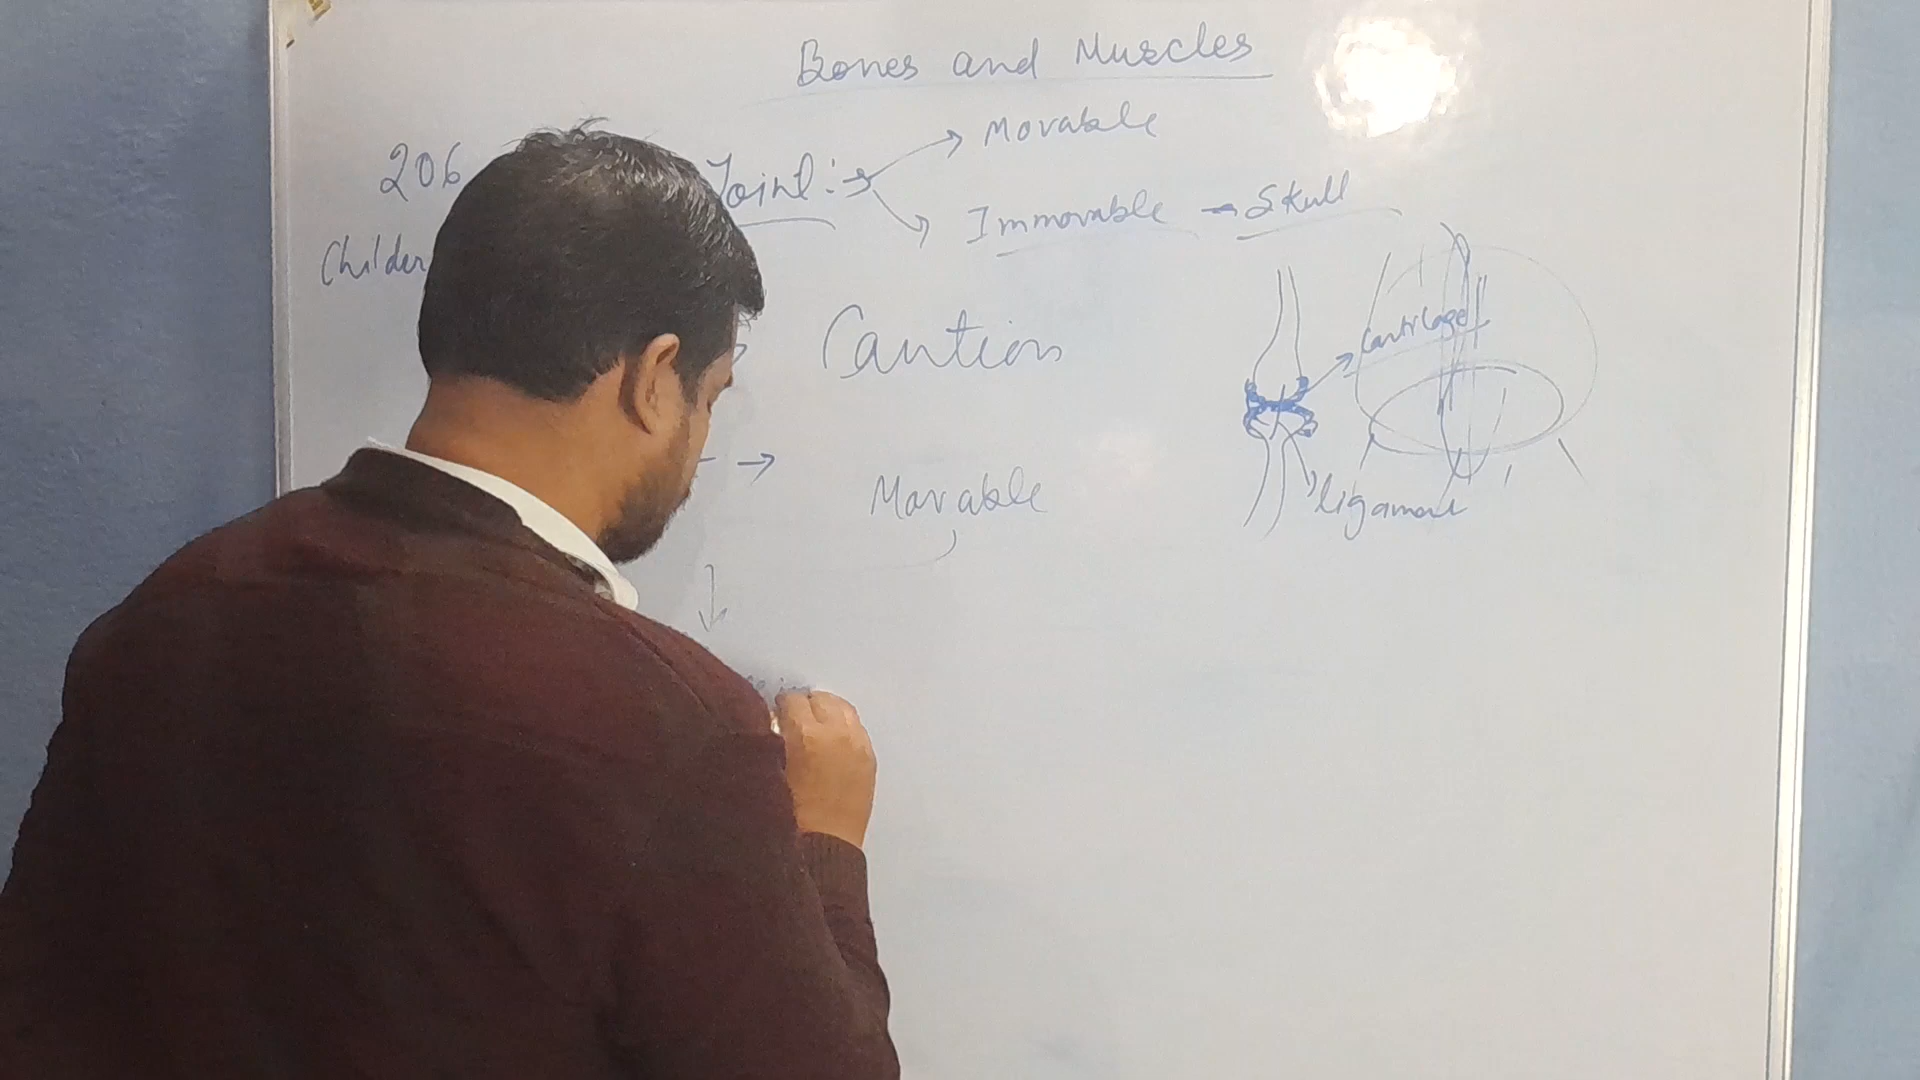 Bones and Muscles
Movable
206 Joint :→
Immovable → Skull
Childer
Caution
Cartilage
→
Movable
ligament